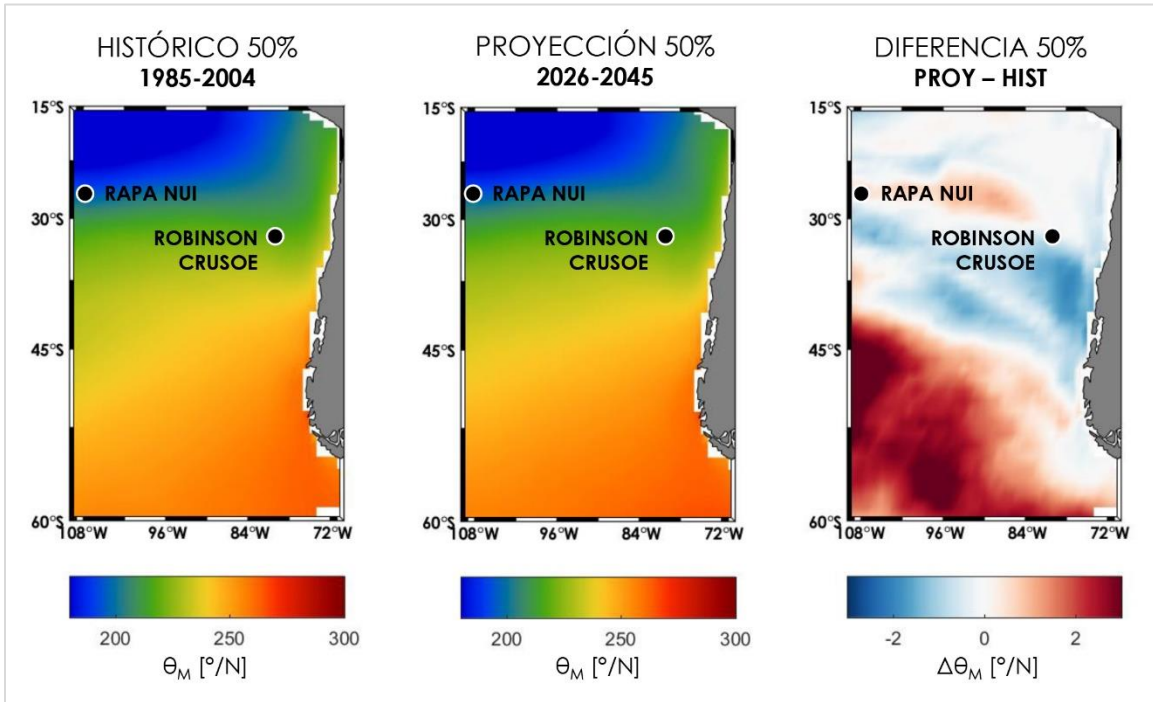 HISTÓRICO 50%
1985-2004
15°S
RAPA NUI
30°S
ROBINSON
CRUSOE
45°S
60°S
108°W 96°W 84°W 72°W
200 250 300
θM [°/N]
PROYECCIÓN 50%
2026-2045
15°S
RAPA NUI
30°S
ROBINSON
CRUSOE
45°S
60°S
108°W 96°W 84°W 72°W
200 250 300
θM [°/N]
DIFERENCIA 50%
PROY – HIST
15°S
RAPA NUI
30°S
ROBINSON
CRUSOE
45°S
60°S
108°W 96°W 84°W 72°W
-2 0 2
ΔθM [°/N]